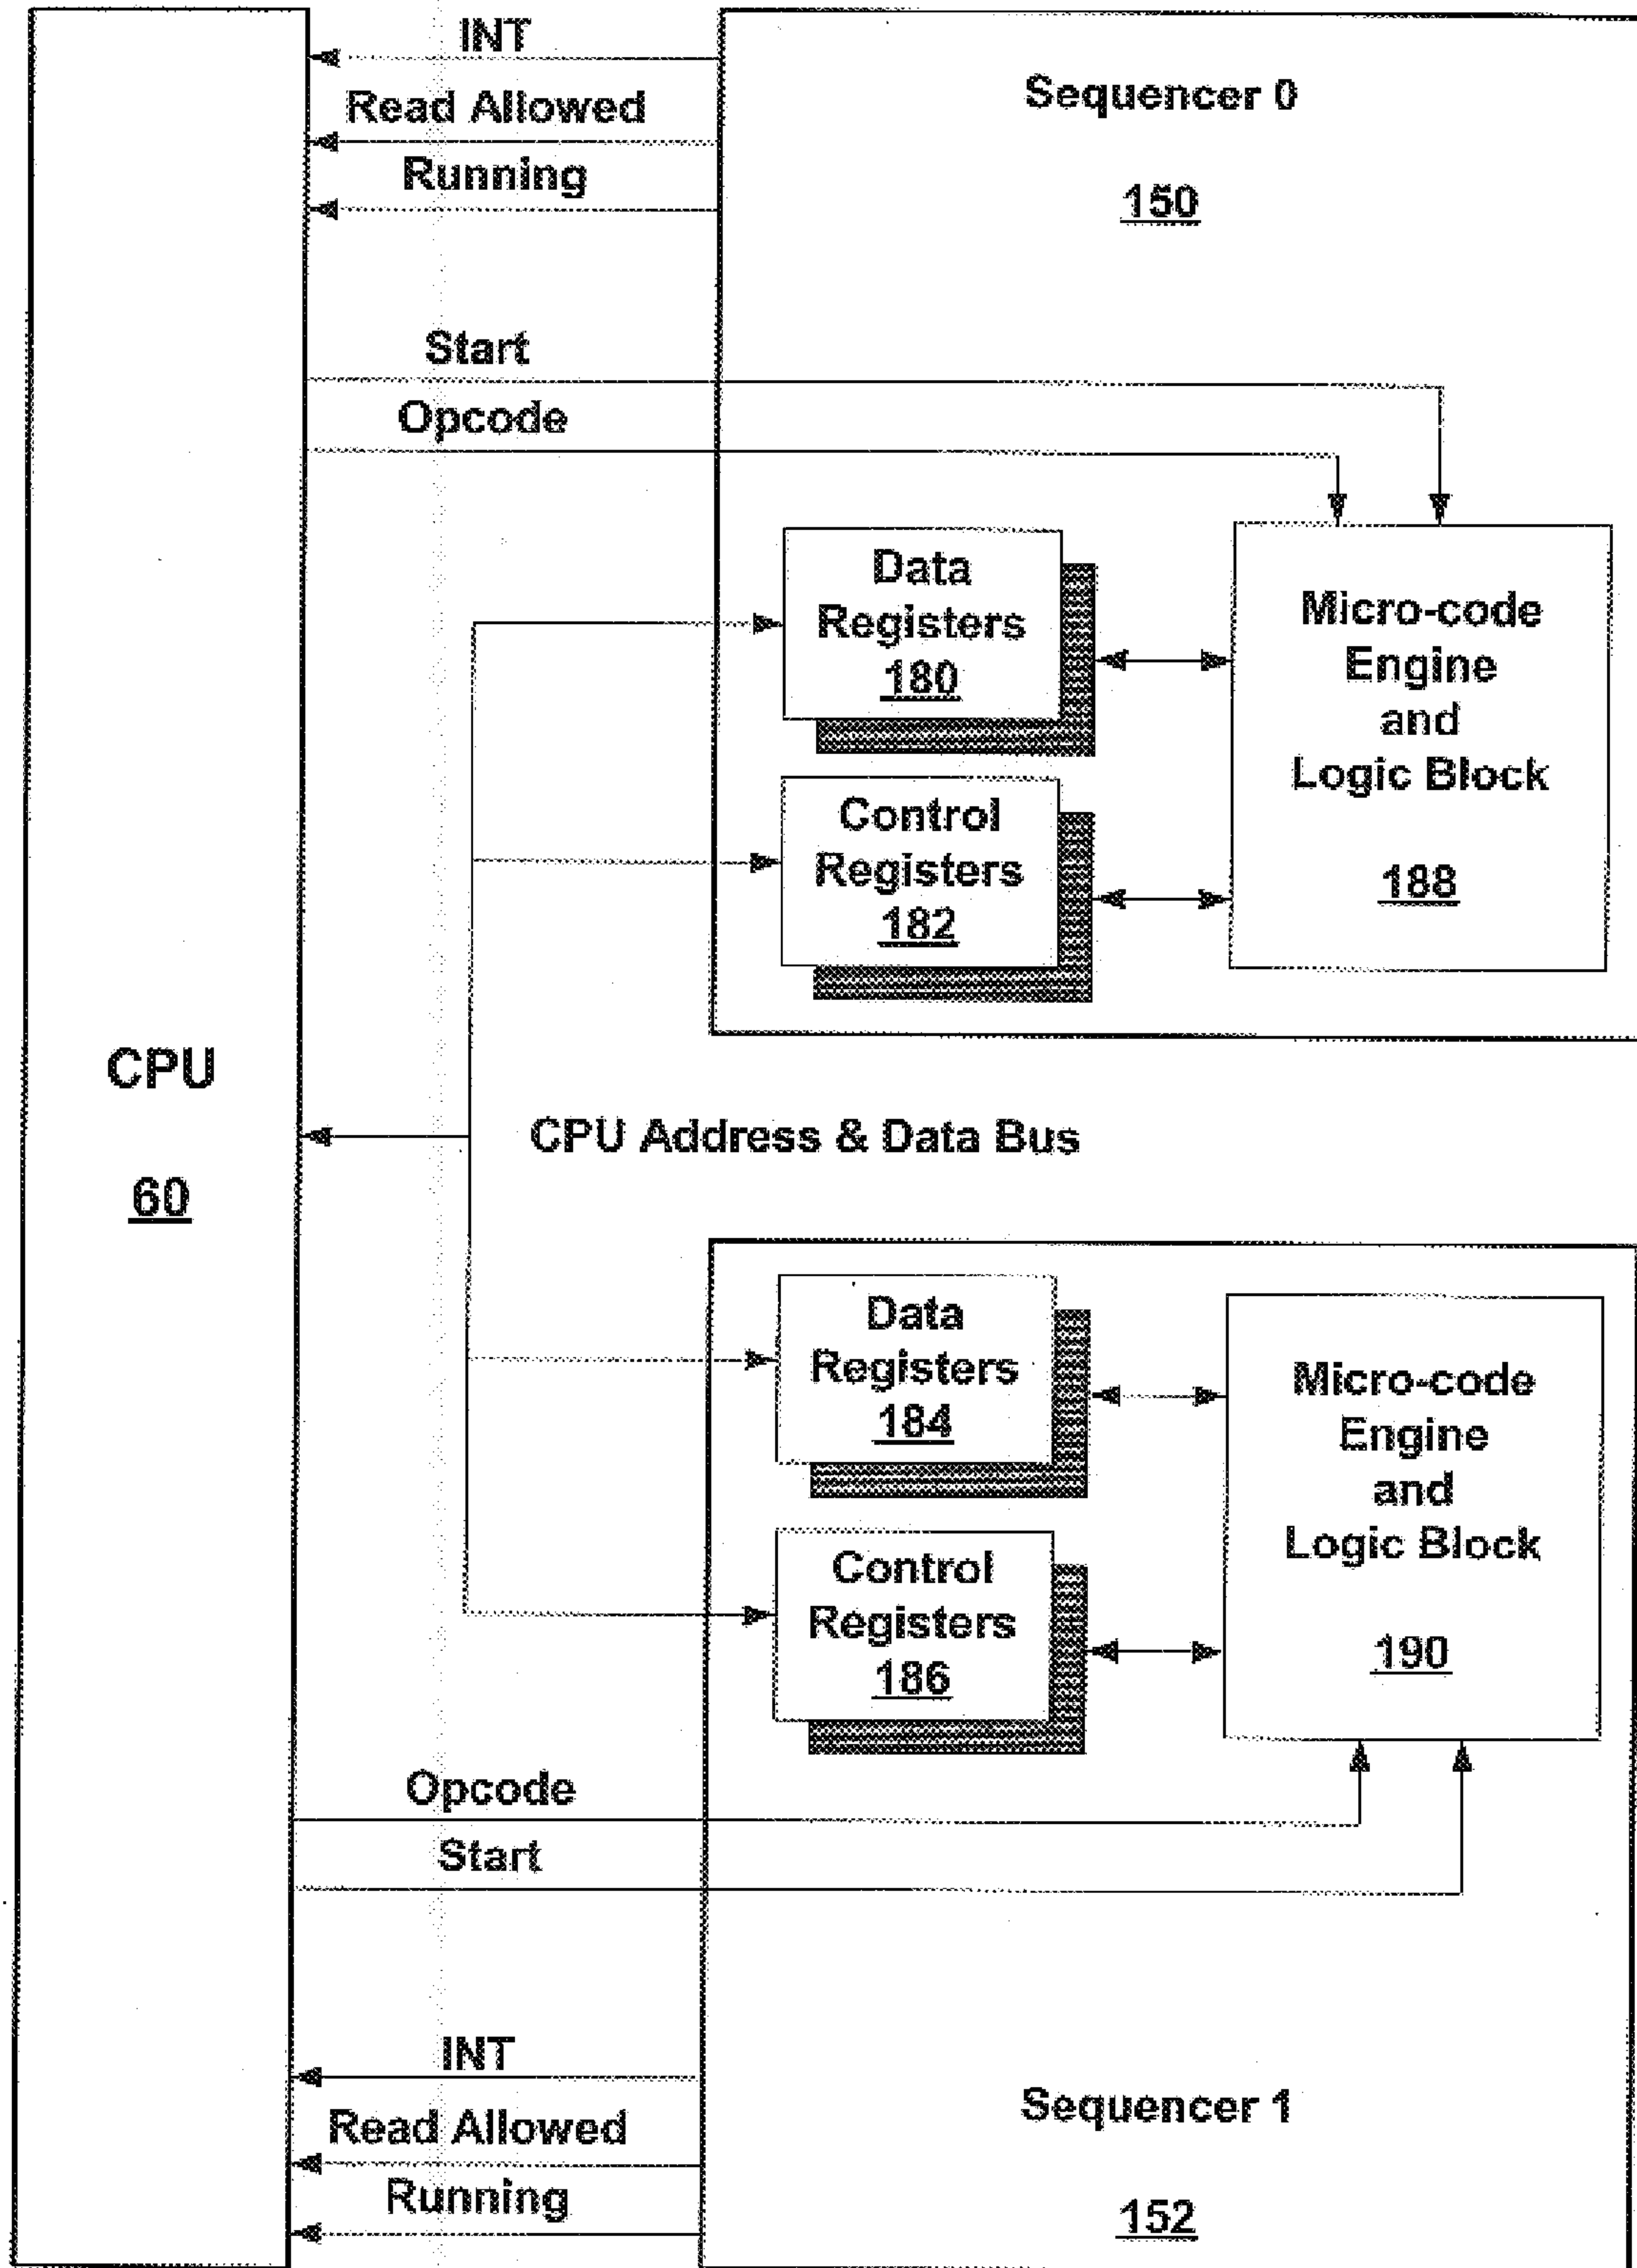 INT
Read Allowed
Running
Sequencer 0
150
Start
Opcode
Data
Registers
180
Control
Registers
182
Micro-code
Engine
and
Logic Block
188
CPU
60
CPU Address & Data Bus
Data
Registers
184
Control
Registers
186
Micro-code
Engine
and
Logic Block
190
Opcode
Start
INT
Read Allowed
Running
Sequencer 1
152